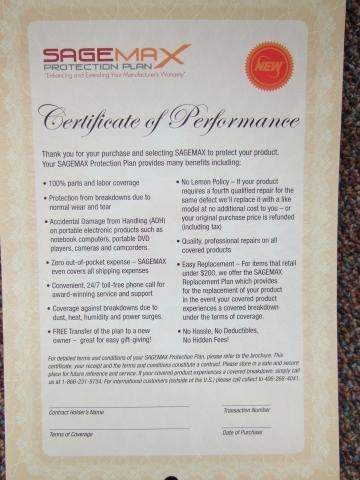 SAGEMAX
PROTECTION PLAN
"Enhancing and Extending Your Manufacturer's Warranty"
NEW
Certificate of Performance
Thank you for your purchase and selecting SAGEMAX to protect your product.
Your SAGEMAX Protection Plan provides many benefits including:
• 100% parts and labor coverage
• Protection from breakdowns due to
normal wear and tear
• Accidental Damage from Handling (ADH)
on portable electronic products such as
notebook computers, portable DVD
players, cameras and camcorders.
• Zero out-of-pocket expense – SAGEMAX
even covers all shipping expenses
• Convenient, 24/7 toll-free phone call for
award-winning service and support
• Coverage against breakdowns due to
dust, heat, humidity and power surges.
• FREE Transfer of the plan to a new
owner – great for easy gift-giving!
• No Lemon Policy – If your product
requires a fourth qualified repair for the
same defect we'll replace it with a like
model at no additional cost to you – or
your original purchase price is refunded
(including tax)
• Quality, professional repairs on all
covered products
• Easy Replacement – For items that retail
under $200, we offer the SAGEMAX
Replacement Plan which provides
for the replacement of your product
in the event your covered product
experiences a covered breakdown
under the terms of coverage.
• No Hassle, No Deductibles,
No Hidden Fees!
For detailed terms and conditions of your SAGEMAX Protection Plan, please refer to the brochure. This
certificate, your receipt and the terms and conditions constitute a contract. Please store in a safe and secure
place for future reference and service. If your covered product experiences a covered breakdown, simply call
us at 1-866-231-8734. For international customers (outside of the U.S.) please call collect to
Contract Holder's Name
Transaction Number
Terms of Coverage
Date of Purchase